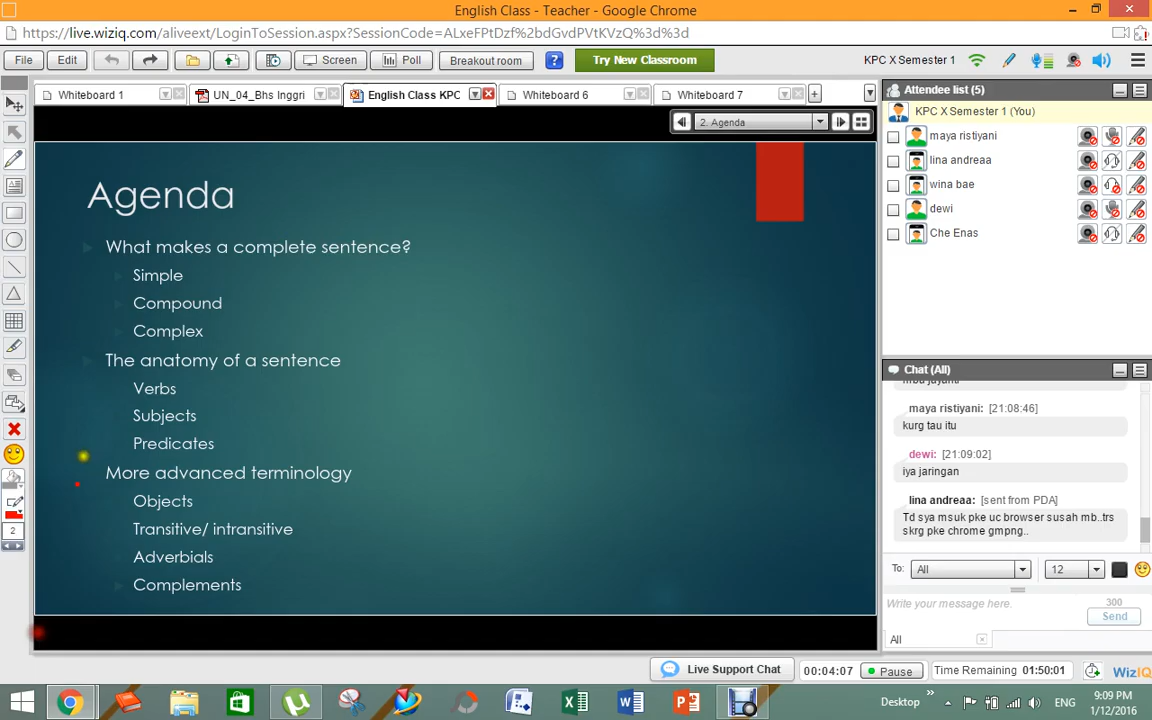 English Class - Teacher - Google Chrome
https://live.wiziq.com/aliveext/LoginToSession.aspx?SessionCode=ALxeFPtDzf%2bdGvdPVtKVzQ%3d%3d
File Edit Screen Poll Breakout room ? Try New Classroom KPC X Semester 1
Whiteboard 1 UN_04_Bhs Inggri English Class KPC Whiteboard 6 Whiteboard 7
2. Agenda
Agenda
What makes a complete sentence?
Simple
Compound
Complex
The anatomy of a sentence
Verbs
Subjects
Predicates
More advanced terminology
Objects
Transitive/ intransitive
Adverbials
Complements
2
Attendee list (5)
KPC X Semester 1 (You)
maya ristiyani
lina andreaa
wina bae
dewi
Che Enas
Chat (All)
maya ristiyani: [21:08:46]
kurg tau itu
dewi: [21:09:02]
iya jaringan
lina andreaa: [sent from PDA]
Td sya msuk pke uc browser susah mb..trs
skrg pke chrome gmpng..
To: All 12
Write your message here. 300
Send
All
Live Support Chat 00:04:07 Pause Time Remaining 01:50:01 WizIQ
Desktop ENG 9:09 PM
1/12/2016